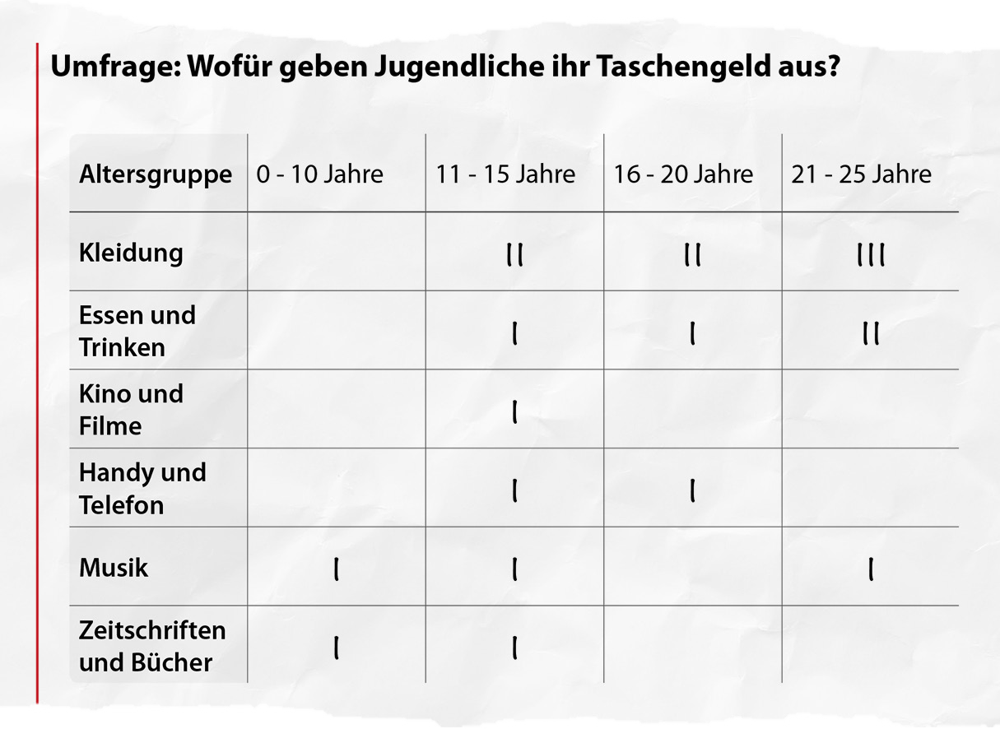 Umfrage: Wofür geben Jugendliche ihr Taschengeld aus?
Altersgruppe 0 - 10 Jahre 11 - 15 Jahre 16 - 20 Jahre 21 - 25 Jahre
Kleidung II II III
Essen und
Trinken I I II
Kino und
Filme I
Handy und
Telefon I I
Musik I I I
Zeitschriften
und Bücher I I